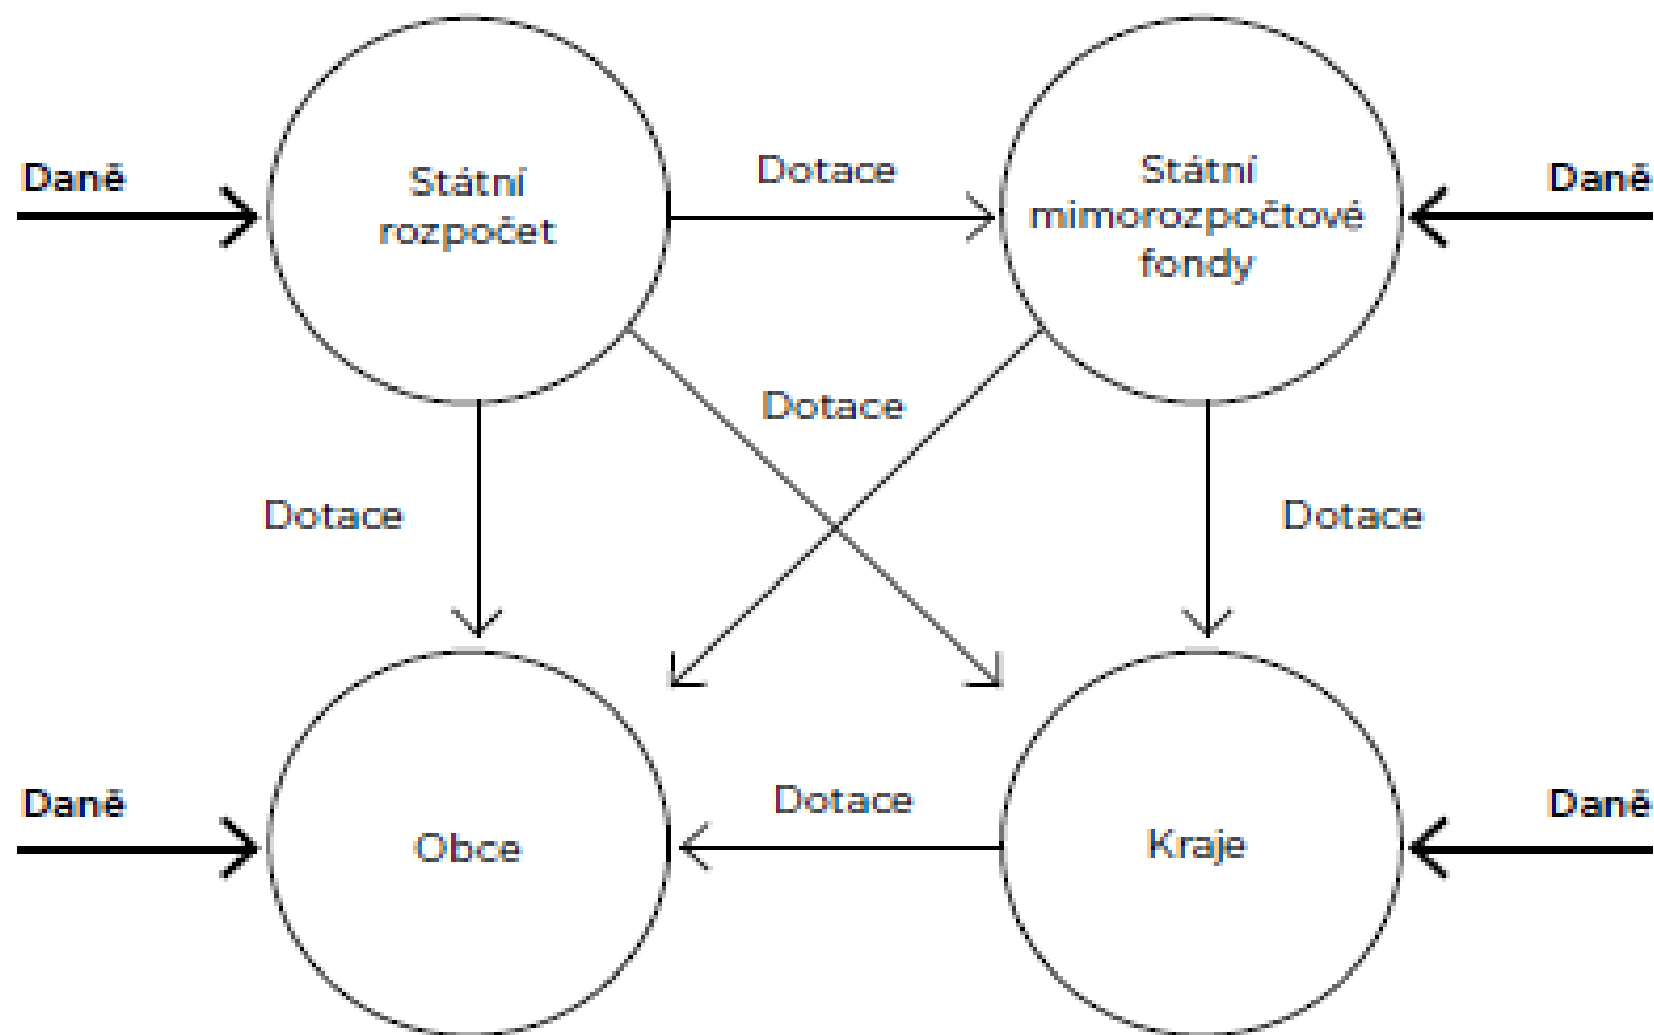 Daně
Státní
rozpočet
Dotace
Státní
mimorozpočtové
fondy
Daně
Dotace
Dotace
Dotace
Daně
Obce
Dotace
Kraje
Daně